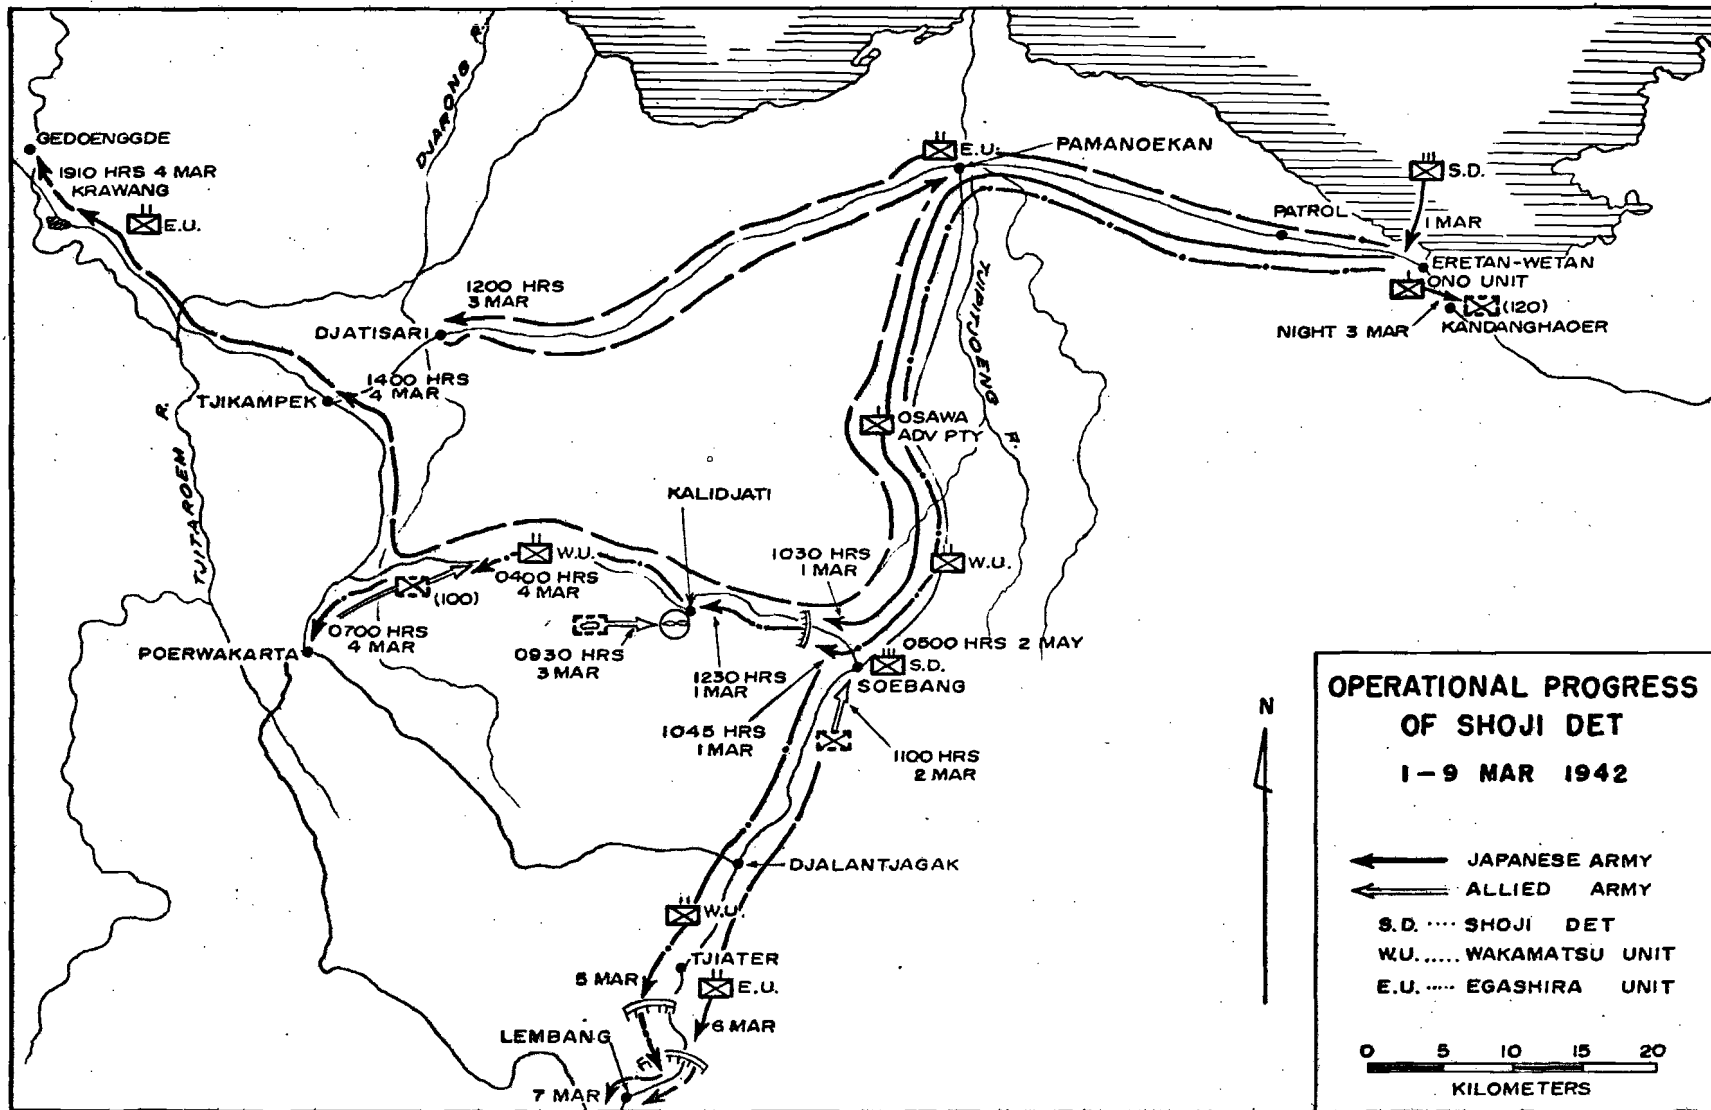 DJARONG R.
GEDOENGGDE
1910 HRS 4 MAR
KRAWANG
E.U.
E.U.
PAMANOEKAN
S.D.
PATROL
1 MAR
ERETAN-WETAN
ONO UNIT
(120)
KANDANGHAOER
NIGHT 3 MAR
1200 HRS
3 MAR
DJATISARI
TJIPITJOENG R.
1400 HRS
4 MAR
TJIKAMPEK
OSAWA
ADV PTY
TJITAROEM R.
KALIDJATI
W.U.
0400 HRS
4 MAR
(100)
1030 HRS
1 MAR
W.U.
0700 HRS
4 MAR
POERWAKARTA
0930 HRS
3 MAR
1230 HRS
1 MAR
0500 HRS 2 MAY
S.D.
SOEBANG
1045 HRS
1 MAR
1100 HRS
2 MAR
DJALANTJAGAK
W.U.
TJIATER
5 MAR
E.U.
6 MAR
LEMBANG
7 MAR
N
OPERATIONAL PROGRESS
OF SHOJI DET
1-9 MAR 1942
JAPANESE ARMY
ALLIED ARMY
S.D. .... SHOJI DET
W.U. ..... WAKAMATSU UNIT
E.U. ..... EGASHIRA UNIT
0 5 10 15 20
KILOMETERS